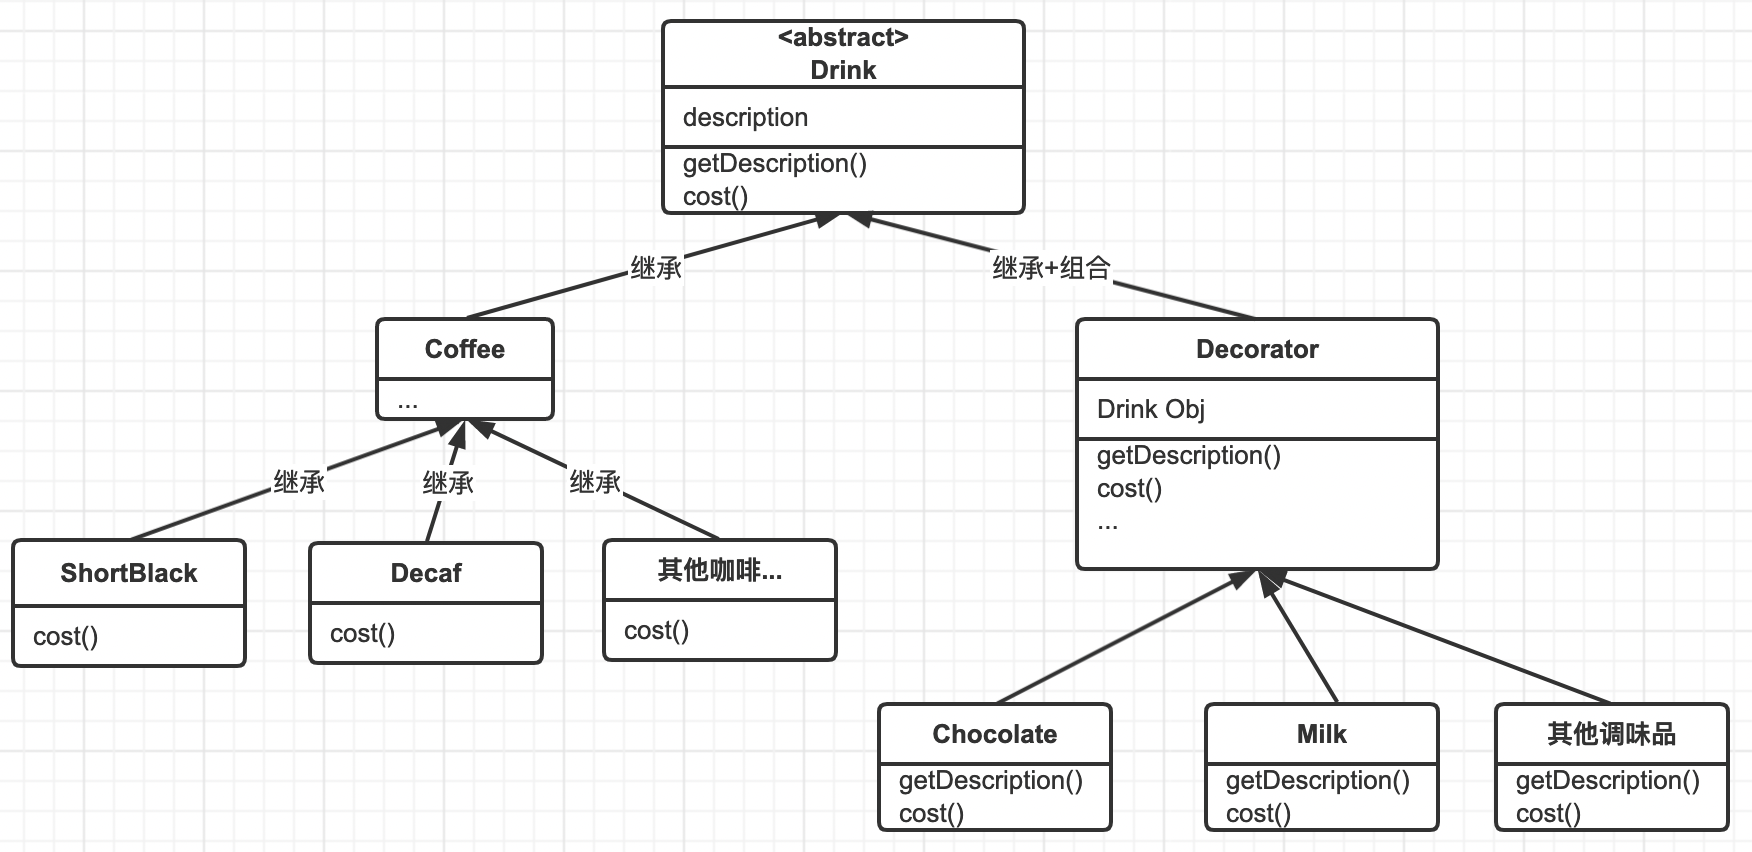 <abstract>
Drink
description
getDescription()
cost()
继承
继承+组合
Coffee
...
Decorator
Drink Obj
getDescription()
cost()
...
继承
继承
继承
ShortBlack
cost()
Decaf
cost()
其他咖啡...
cost()
Chocolate
getDescription()
cost()
Milk
getDescription()
cost()
其他调味品
getDescription()
cost()